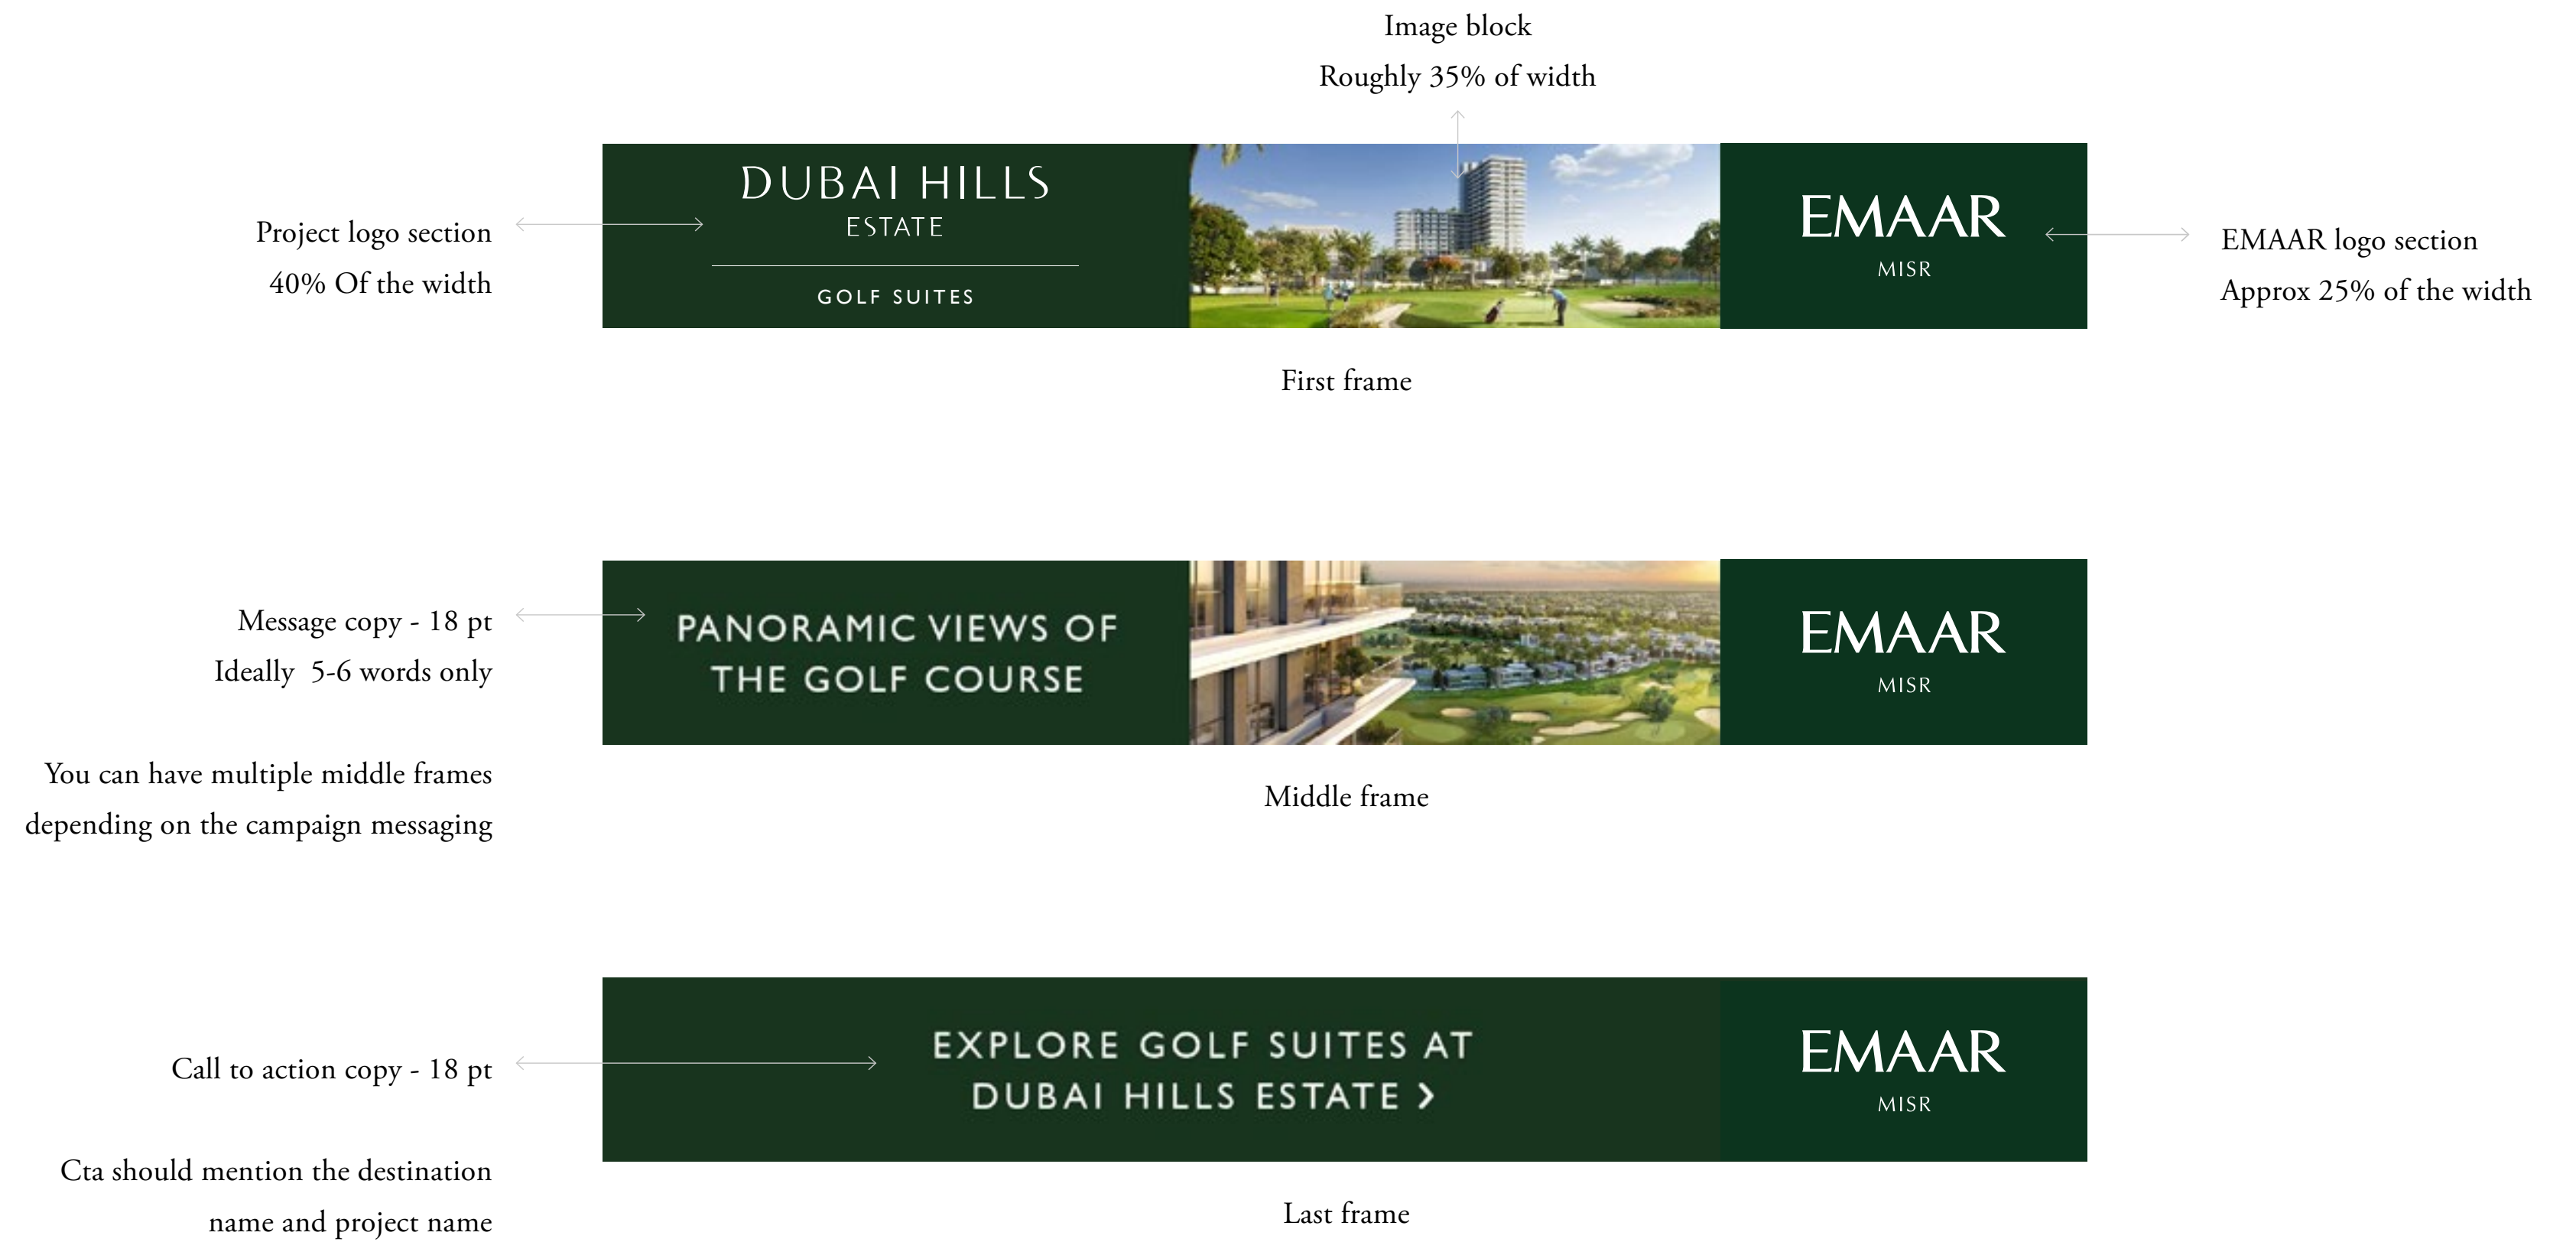 Image block
Roughly 35% of width
Project logo section
40% Of the width
DUBAI HILLS
ESTATE
GOLF SUITES
EMAAR
MISR
EMAAR logo section
Approx 25% of the width
First frame
Message copy - 18 pt
Ideally  5-6 words only
You can have multiple middle frames
depending on the campaign messaging
PANORAMIC VIEWS OF
THE GOLF COURSE
EMAAR
MISR
Middle frame
Call to action copy - 18 pt
Cta should mention the destination
name and project name
EXPLORE GOLF SUITES AT
DUBAI HILLS ESTATE >
EMAAR
MISR
Last frame